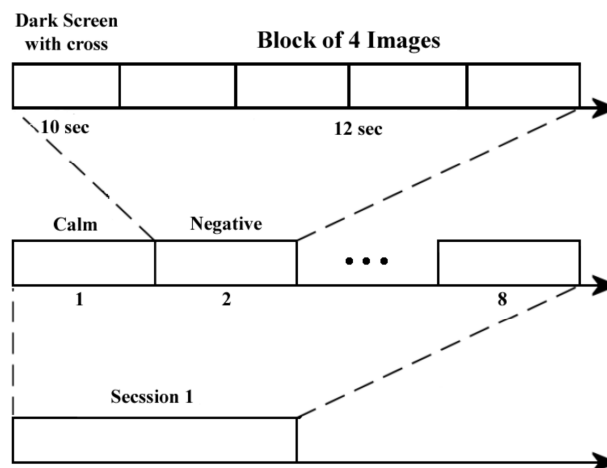 Dark Screen
with cross
Block of 4 Images
10 sec
12 sec
Calm
Negative
1
2
8
Secssion 1